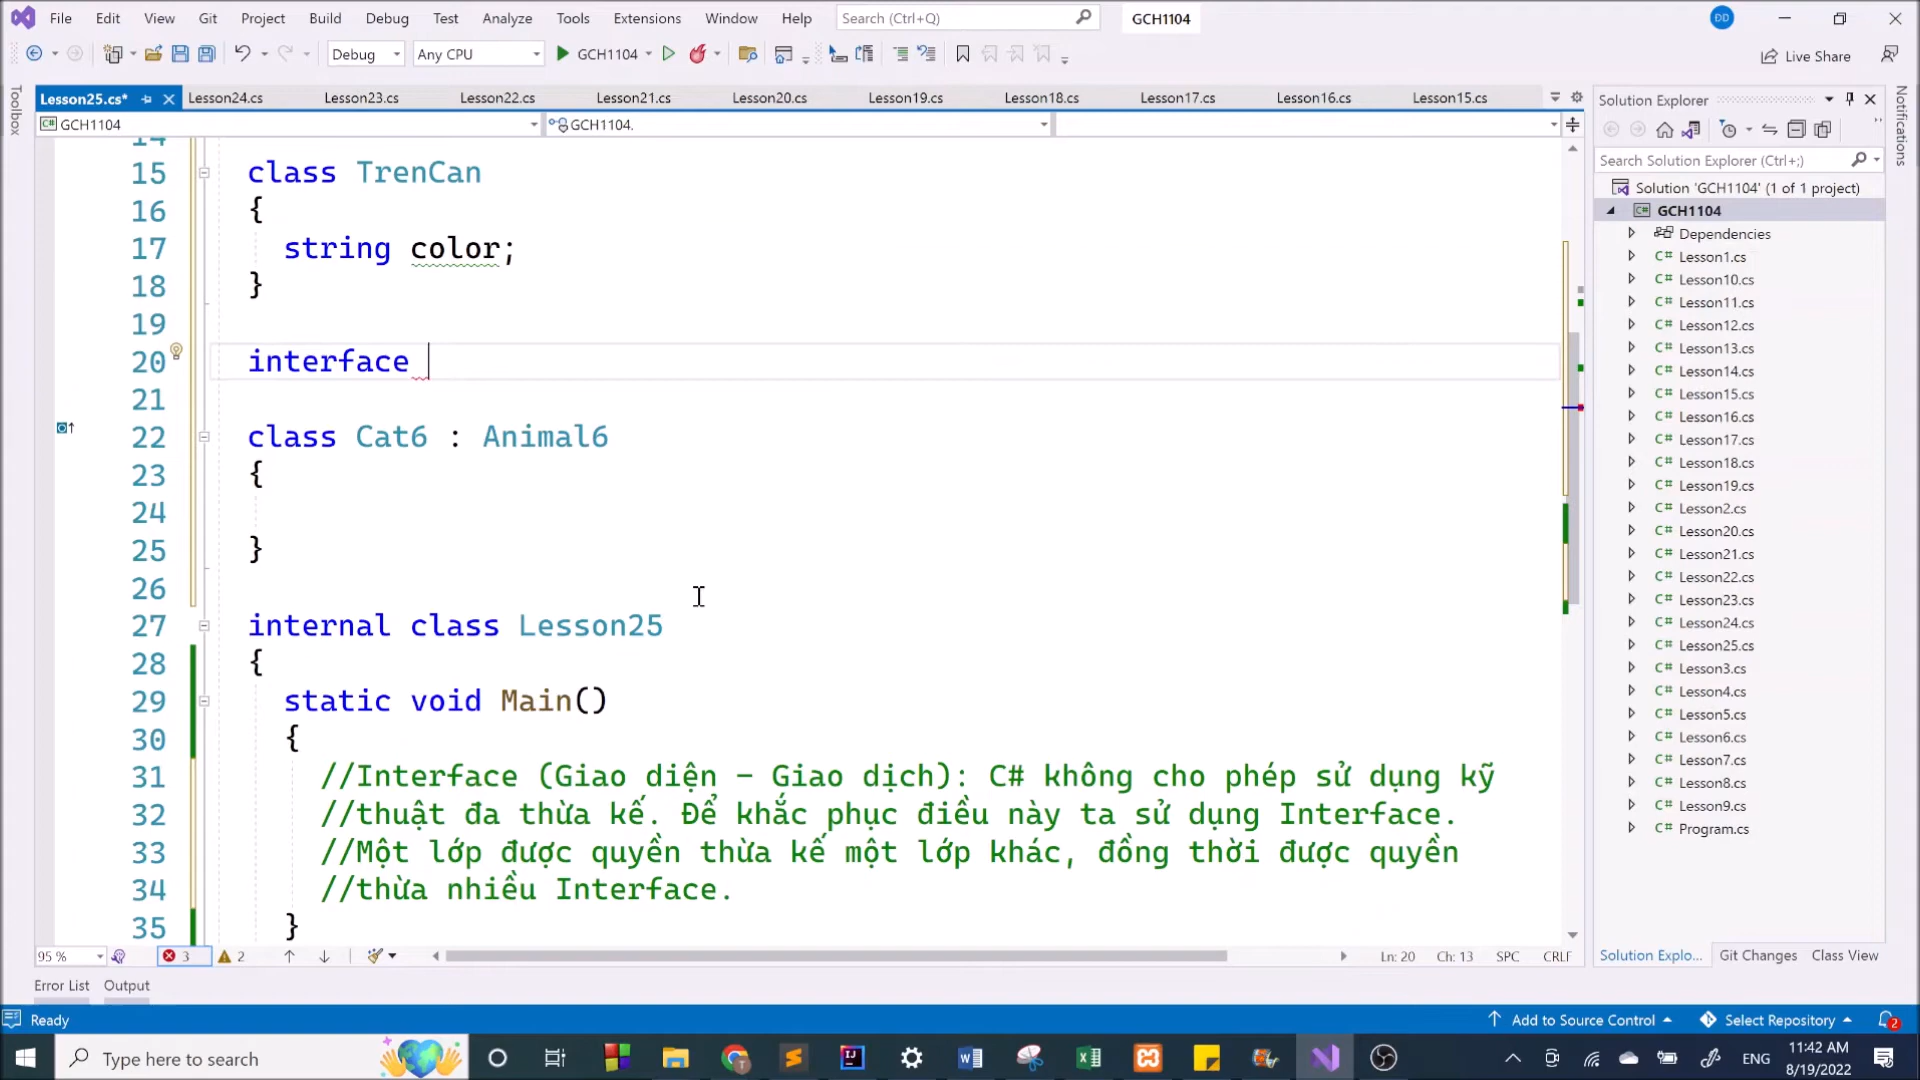 File Edit View Git Project Build Debug Test Analyze Tools Extensions Window Help Search (Ctrl+Q) GCH1104 ĐD
Debug Any CPU GCH1104 Live Share
Lesson25.cs* Lesson24.cs Lesson23.cs Lesson22.cs Lesson21.cs Lesson20.cs Lesson19.cs Lesson18.cs Lesson17.cs Lesson16.cs Lesson15.cs
GCH1104 GCH1104.
Toolbox
14
15 class TrenCan
16 {
17 string color;
18 }
19
20 interface
21
22 class Cat6 : Animal6
23 {
24
25 }
26
27 internal class Lesson25
28 {
29 static void Main()
30 {
31 //Interface (Giao diện - Giao dịch): C# không cho phép sử dụng kỹ
32 //thuật đa thừa kế. Để khắc phục điều này ta sử dụng Interface.
33 //Một lớp được quyền thừa kế một lớp khác, đồng thời được quyền
34 //thừa nhiều Interface.
35 }
95 % 3 2 Ln: 20 Ch: 13 SPC CRLF
Solution Explorer
Search Solution Explorer (Ctrl+;)
Solution 'GCH1104' (1 of 1 project)
C# GCH1104
Dependencies
C# Lesson1.cs
C# Lesson10.cs
C# Lesson11.cs
C# Lesson12.cs
C# Lesson13.cs
C# Lesson14.cs
C# Lesson15.cs
C# Lesson16.cs
C# Lesson17.cs
C# Lesson18.cs
C# Lesson19.cs
C# Lesson2.cs
C# Lesson20.cs
C# Lesson21.cs
C# Lesson22.cs
C# Lesson23.cs
C# Lesson24.cs
C# Lesson25.cs
C# Lesson3.cs
C# Lesson4.cs
C# Lesson5.cs
C# Lesson6.cs
C# Lesson7.cs
C# Lesson8.cs
C# Lesson9.cs
C# Program.cs
Solution Explo... Git Changes Class View
Notifications
Error List Output
Ready Add to Source Control Select Repository 2
Type here to search ENG 11:42 AM
8/19/2022